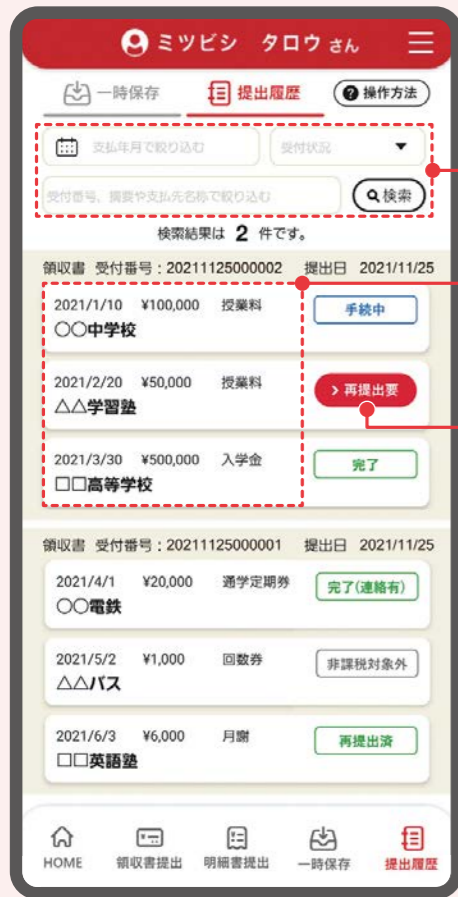 ミツビシ タロウ さん
一時保存 提出履歴 ? 操作方法
支払年月で絞り込む 受付状況
受付番号、摘要や支払先名称で絞り込む 検索
検索結果は 2 件です。
領収書 受付番号:20211125000002 提出日 2021/11/25
2021/1/10 ¥100,000 授業料 手続中
〇〇中学校
2021/2/20 ¥50,000 授業料 > 再提出要
△△学習塾
2021/3/30 ¥500,000 入学金 完了
□□高等学校
領収書 受付番号:20211125000001 提出日 2021/11/25
2021/4/1 ¥20,000 通学定期券 完了(連絡有)
〇〇電鉄
2021/5/2 ¥1,000 回数券 非課税対象外
△△バス
2021/6/3 ¥6,000 月謝 再提出済
□□英語塾
HOME 領収書提出 明細書提出 一時保存 提出履歴